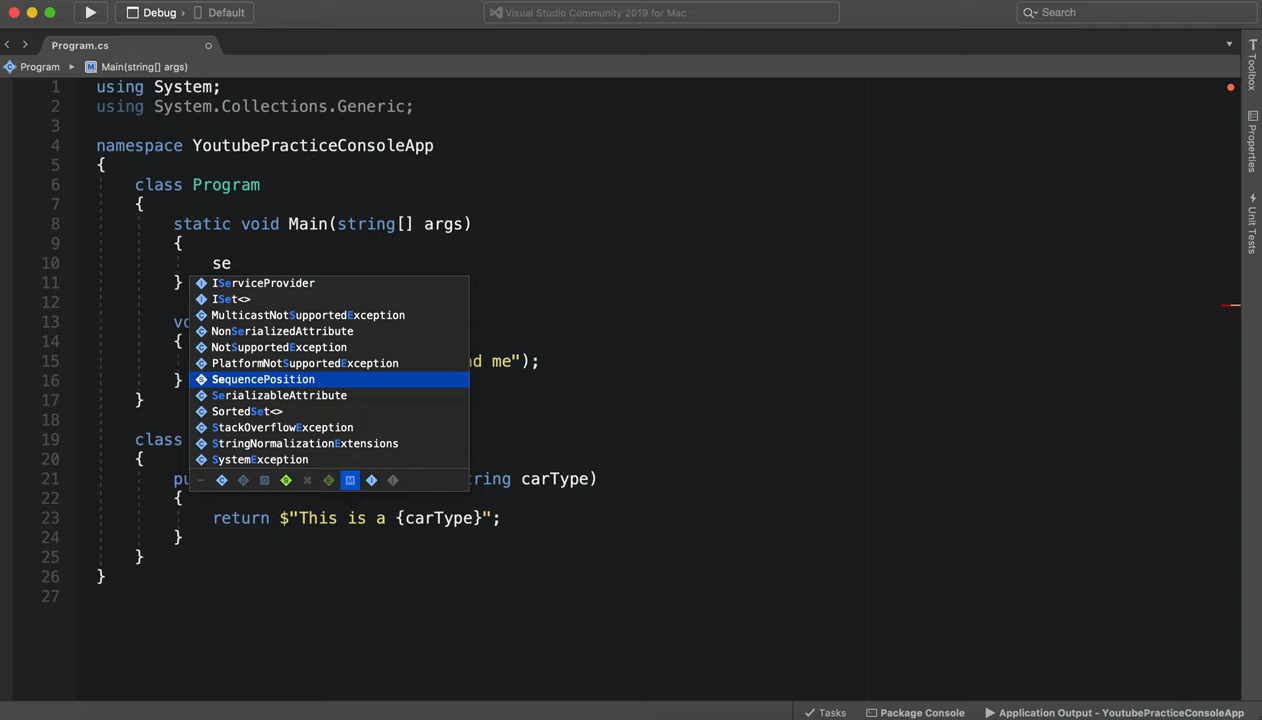 Debug › Default
Visual Studio Community 2019 for Mac
Search
Program.cs
Program ▸ Main(string[] args)
1 using System;
2 using System.Collections.Generic;
3
4 namespace YoutubePracticeConsoleApp
5 {
6 class Program
7 {
8 static void Main(string[] args)
9 {
10 se
11 }
12
13 vo
14 {
15 d me");
16 }
17 }
18
19 class
20 {
21 pu ring carType)
22 {
23 return $"This is a {carType}";
24 }
25 }
26 }
27
IServiceProvider
ISet<>
MulticastNotSupportedException
NonSerializedAttribute
NotSupportedException
PlatformNotSupportedException
SequencePosition
SerializableAttribute
SortedSet<>
StackOverflowException
StringNormalizationExtensions
SystemException
Toolbox
Properties
Unit Tests
Tasks
Package Console
Application Output - YoutubePracticeConsoleApp